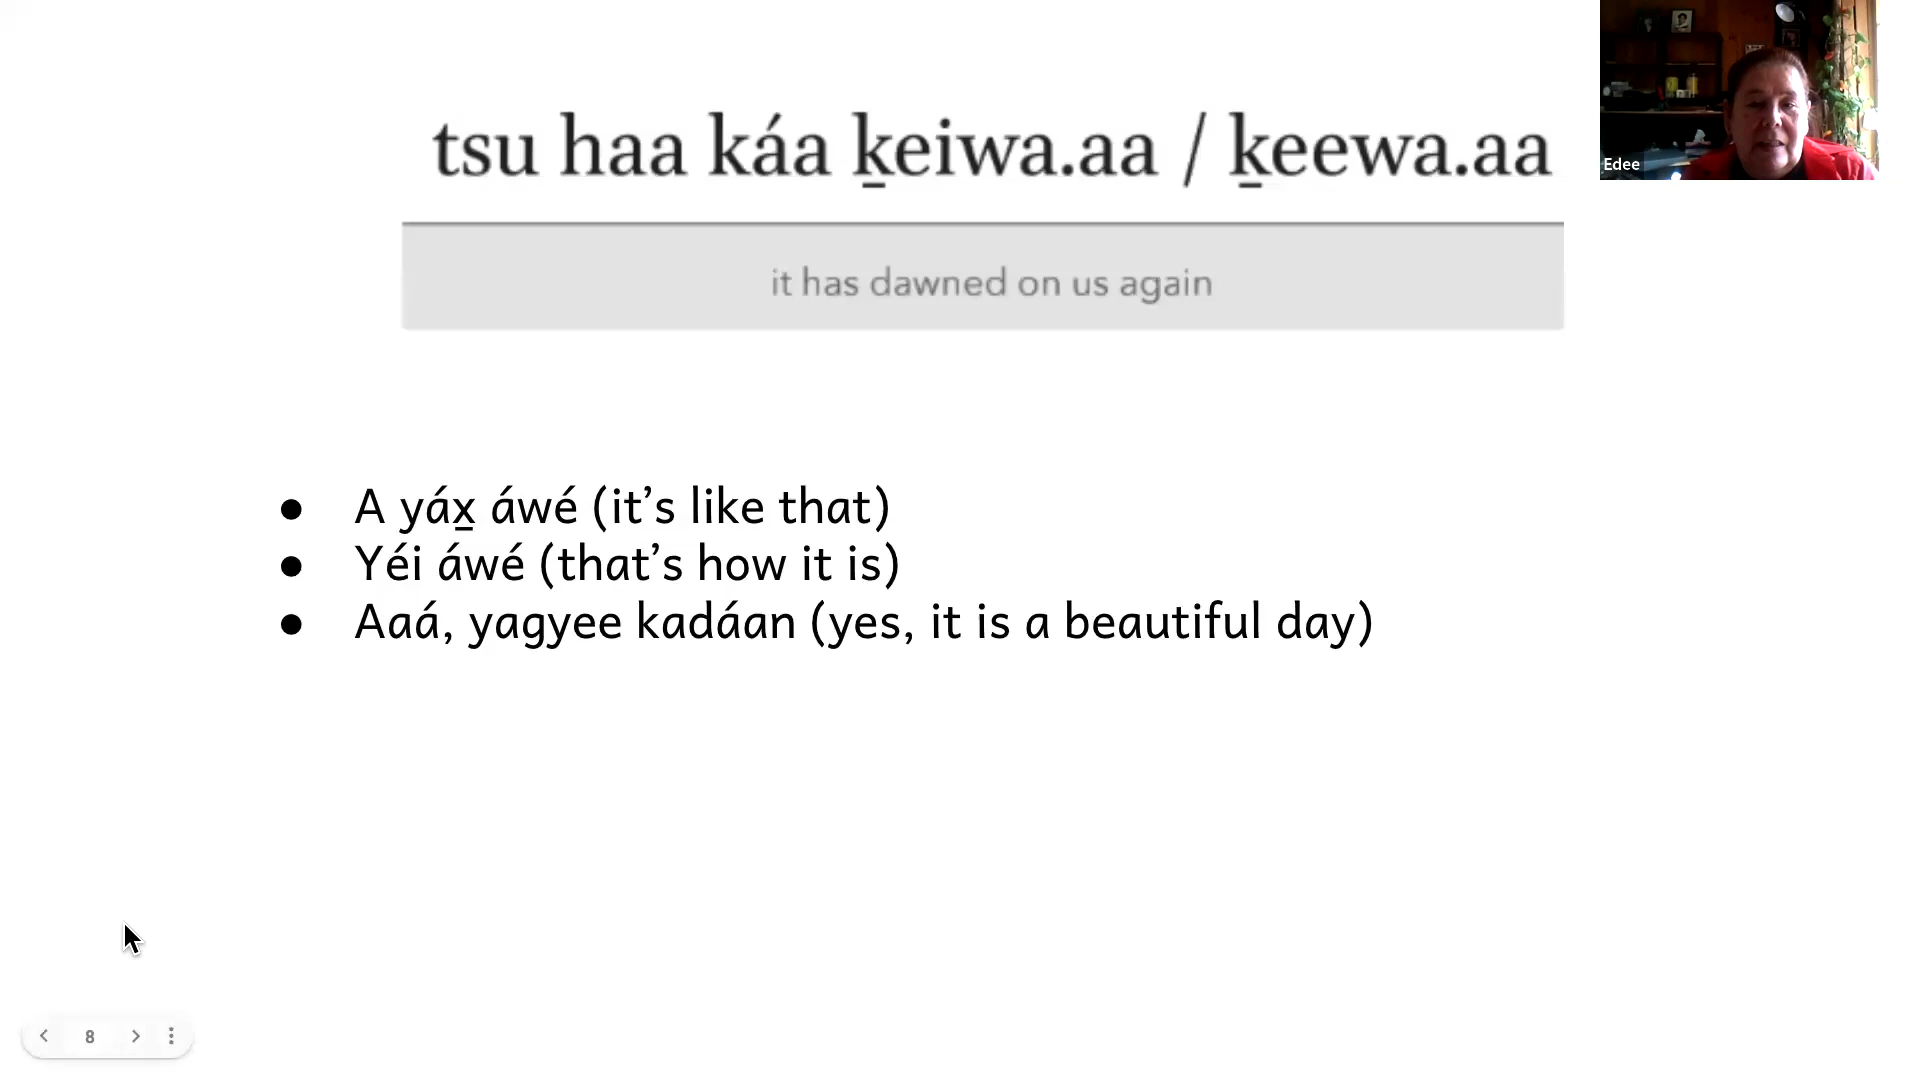 tsu haa káa ḵeiwa.aa / ḵeewa.aa
it has dawned on us again
● A yáx̱ áwé (it’s like that)
● Yéi áwé (that’s how it is)
● Aaá, yagyee kadáan (yes, it is a beautiful day)
Edee
8